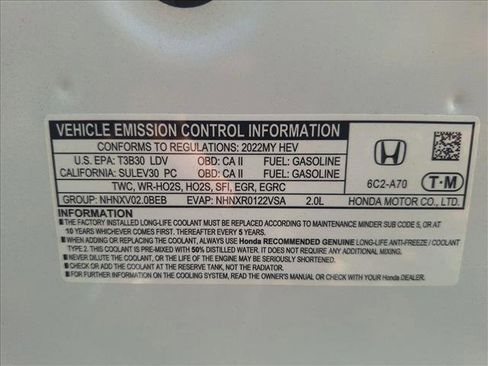 VEHICLE EMISSION CONTROL INFORMATION
CONFORMS TO REGULATIONS: 2022MY HEV
U.S. EPA: T3B30 LDV OBD: CA II FUEL: GASOLINE
CALIFORNIA: SULEV30 PC OBD: CA II FUEL: GASOLINE
TWC, WR-HO2S, HO2S, SFI, EGR, EGRC
GROUP: NHNXV02.0BEB EVAP: NHNXR0122VSA 2.0L
6C2-A70 T·M
HONDA MOTOR CO., LTD.
INFORMATION
THE FACTORY INSTALLED LONG-LIFE COOLANT MUST BE REPLACED ACCORDING TO MAINTENANCE MINDER SUB CODE 5, OR AT
10 YEARS WHICHEVER COMES FIRST. THEREAFTER EVERY 5 YEARS.
WHEN ADDING OR REPLACING THE COOLANT, ALWAYS USE Honda RECOMMENDED GENUINE LONG-LIFE ANTI-FREEZE / COOLANT
TYPE 2. THIS COOLANT IS PRE-MIXED WITH 50% DISTILLED WATER, AND DOES NOT REQUIRE ANY ADDITIONAL MIXING.
NEVER DILUTE THE COOLANT, OR THE LIFE OF THE ENGINE MAY BE SERIOUSLY SHORTENED.
CHECK OR ADD COOLANT AT THE RESERVE TANK, NOT THE RADIATOR.
FOR FURTHER INFORMATION ON THE COOLING SYSTEM, READ THE OWNER'S MANUAL OR CHECK WITH YOUR Honda DEALER.